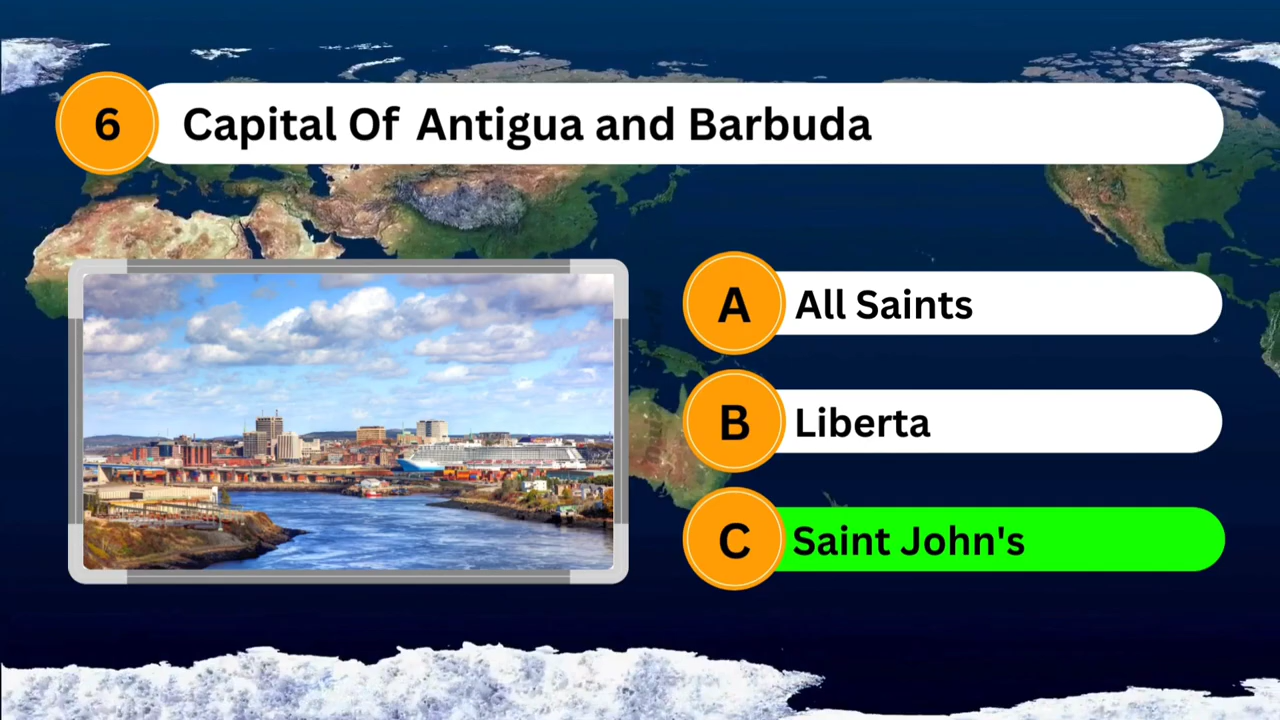 6
Capital Of Antigua and Barbuda
A
All Saints
B
Liberta
C
Saint John's